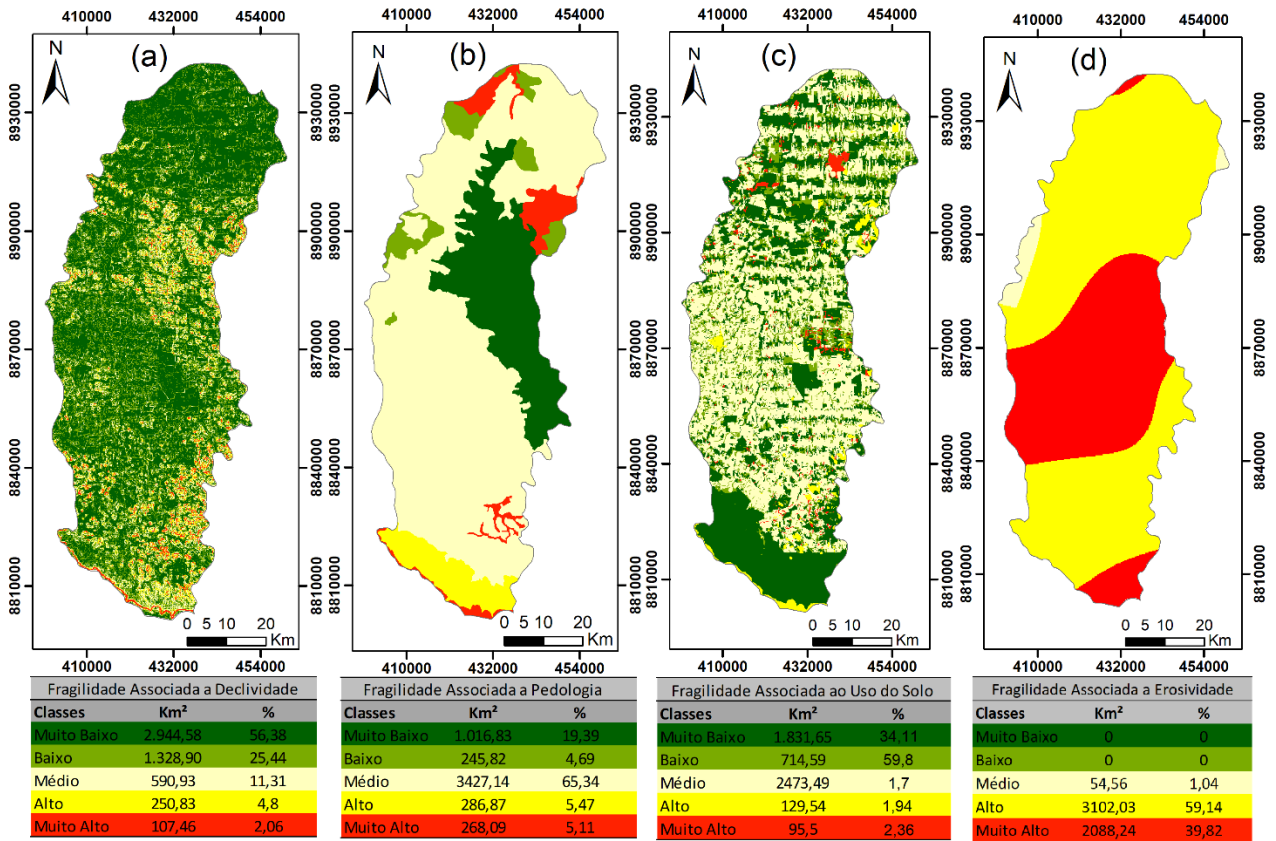 410000 432000 454000
410000 432000 454000
410000 432000 454000
410000 432000 454000
N
(a)
N
(b)
N
(c)
N
(d)
8930000
8900000
8870000
8840000
8810000
8930000
8900000
8870000
8840000
8810000
8930000
8900000
8870000
8840000
8810000
8930000
8900000
8870000
8840000
8810000
8930000
8900000
8870000
8840000
8810000
0 5 10 20
Km
0 5 10 20
Km
0 5 10 20
Km
0 5 10 20
Km
410000 432000 454000
410000 432000 454000
410000 432000 454000
410000 432000 454000
Fragilidade Associada a Declividade
Classes Km² %
Muito Baixo 2.944,58 56,38
Baixo 1.328,90 25,44
Médio 590,93 11,31
Alto 250,83 4,8
Muito Alto 107,46 2,06
Fragilidade Associada a Pedologia
Classes Km² %
Muito Baixo 1.016,83 19,39
Baixo 245,82 4,69
Médio 3427,14 65,34
Alto 286,87 5,47
Muito Alto 268,09 5,11
Fragilidade Associada ao Uso do Solo
Classes Km² %
Muito Baixo 1.831,65 34,11
Baixo 714,59 59,8
Médio 2473,49 1,7
Alto 129,54 1,94
Muito Alto 95,5 2,36
Fragilidade Associada a Erosividade
Classes Km² %
Muito Baixo 0 0
Baixo 0 0
Médio 54,56 1,04
Alto 3102,03 59,14
Muito Alto 2088,24 39,82